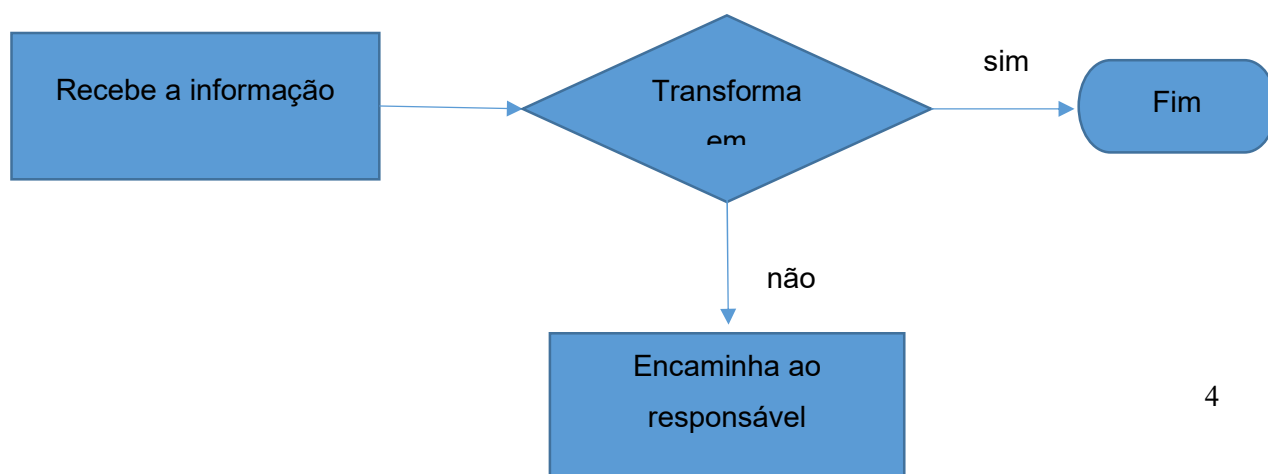 Recebe a informação
Transforma
em
sim
Fim
não
Encaminha ao
responsável
4